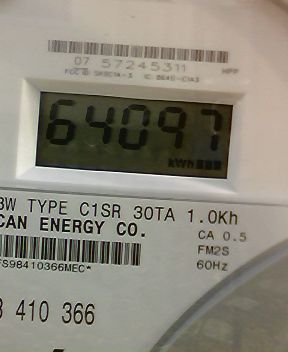 07 57245311
64097
kWh
3W TYPE C1SR 30TA 1.0Kh
CAN ENERGY CO.
CA 0.5
FM2S
60Hz
FS98410366MEC*
410 366